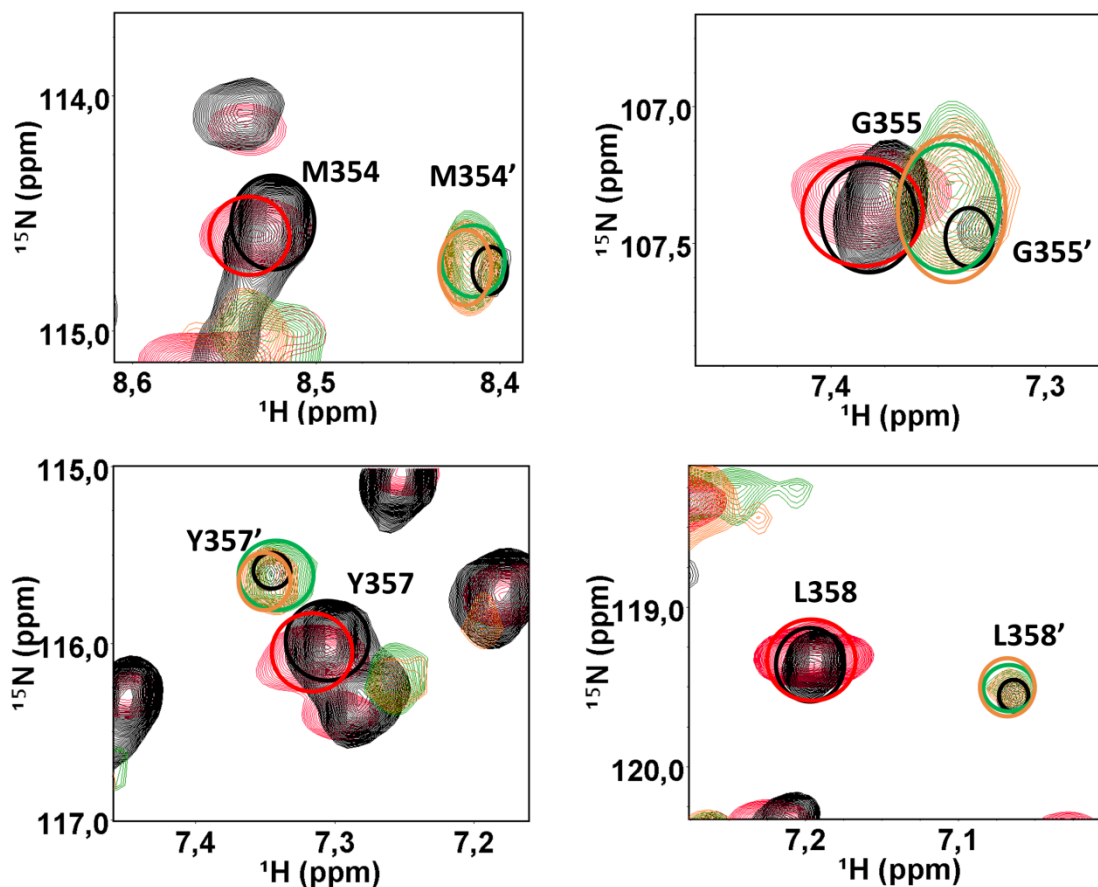 ¹⁵N (ppm)
114,0
115,0
M354
M354’
8,6
8,5
8,4
¹H (ppm)
¹⁵N (ppm)
107,0
107,5
G355
G355’
7,4
7,3
¹H (ppm)
¹⁵N (ppm)
115,0
116,0
117,0
Y357’
Y357
7,4
7,3
7,2
¹H (ppm)
¹⁵N (ppm)
119,0
120,0
L358
L358’
7,2
7,1
¹H (ppm)